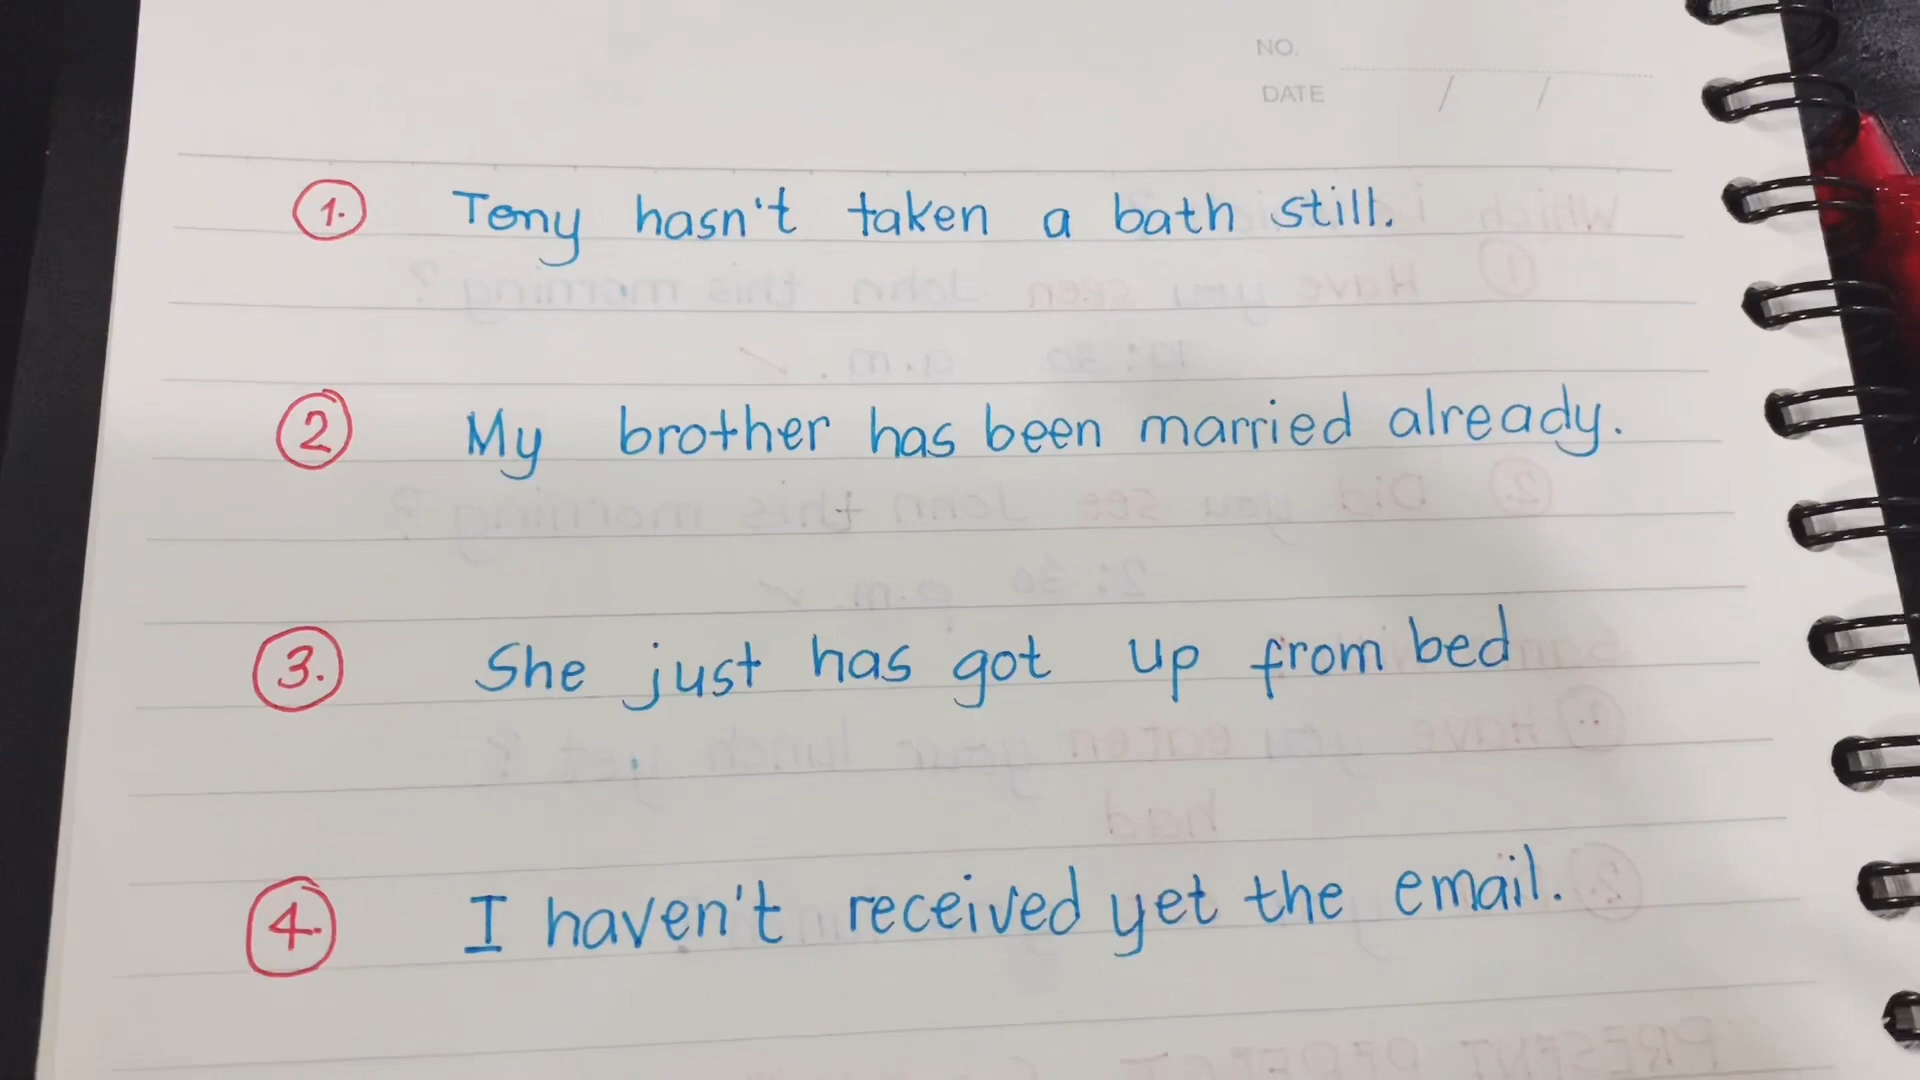 NO.
DATE / /
1. Tony hasn't taken a bath still.
2 My brother has been married already.
3. She just has got up from bed
4. I haven't received yet the email.